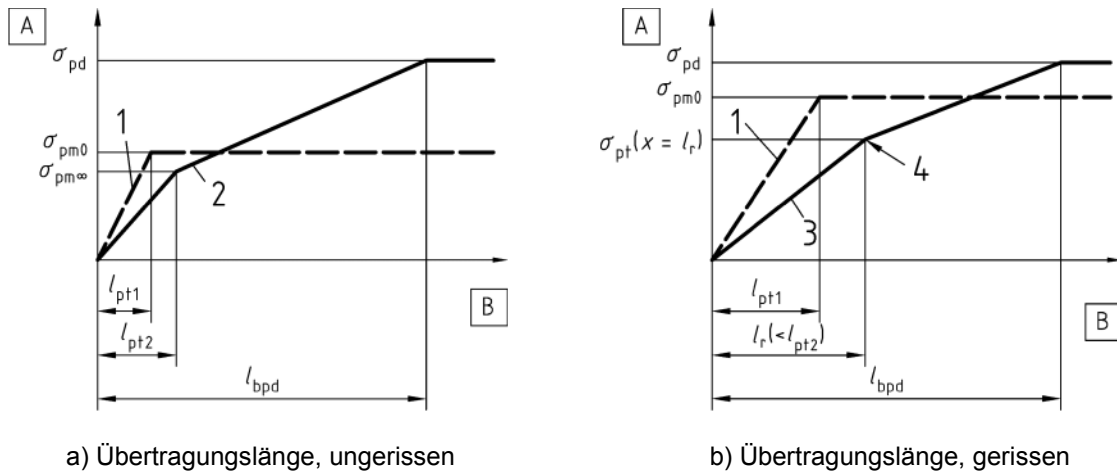 A
σpd
1
σpm0
σpm∞
2
lpt1
B
lpt2
lbpd
a) Übertragungslänge, ungerissen
A
σpd
σpm0
1
σpt(x = lr)
4
3
lpt1
B
lr(<lpt2)
lbpd
b) Übertragungslänge, gerissen